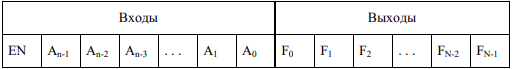 Входы Выходы
EN A_{n-1} A_{n-2} A_{n-3} . . . A_1 A_0 F_0 F_1 F_2 . . . F_{N-2} F_{N-1}